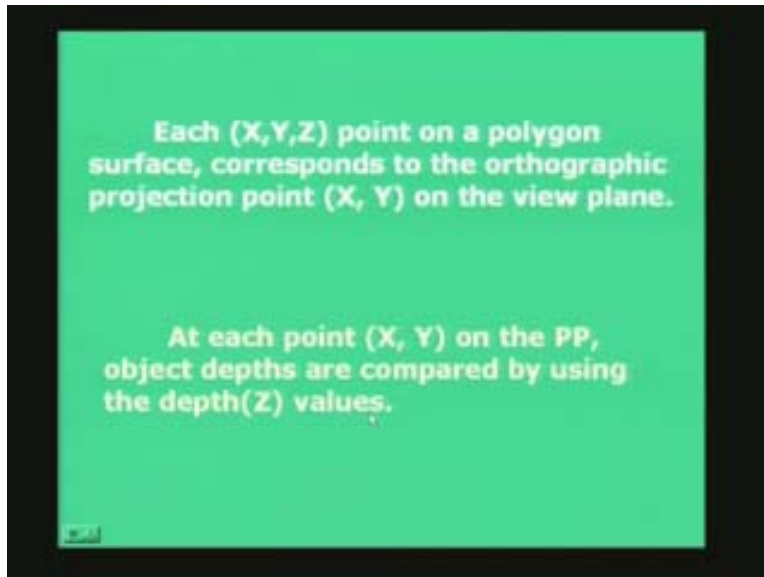 Each (X,Y,Z) point on a polygon
surface, corresponds to the orthographic
projection point (X, Y) on the view plane.
At each point (X, Y) on the PP,
object depths are compared by using
the depth(Z) values.